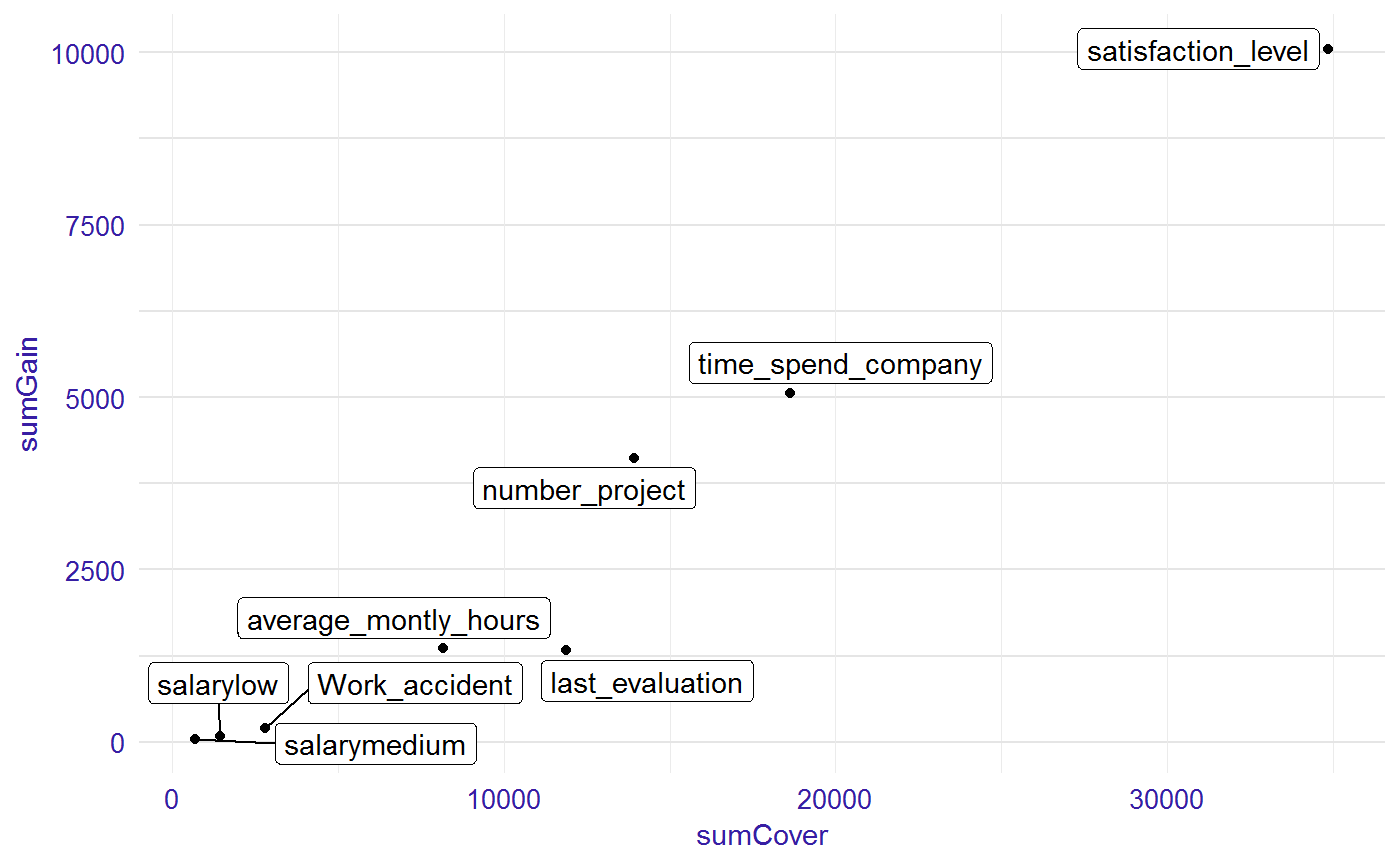 10000
7500
5000
2500
0
sumGain
satisfaction_level
time_spend_company
number_project
average_montly_hours
last_evaluation
salarylow
Work_accident
salarymedium
0
10000
20000
30000
sumCover